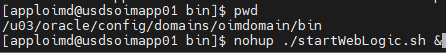 [apploimd@usdsoimapp01 bin]$ pwd
/u03/oracle/config/domains/oimdomain/bin
[apploimd@usdsoimapp01 bin]$ nohup ./startWebLogic.sh &